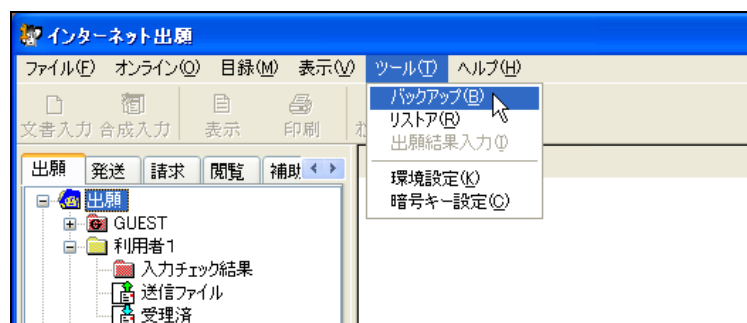 インターネット出願
ファイル(F) オンライン(O) 目録(M) 表示(V) ツール(T) ヘルプ(H)
文書入力 合成入力 表示 印刷
バックアップ(B)
リストア(R)
出願結果入力(I)
環境設定(K)
暗号キー設定(C)
出願 発送 請求 閲覧 補助
出願
GUEST
利用者1
入力チェック結果
送信ファイル
受理済